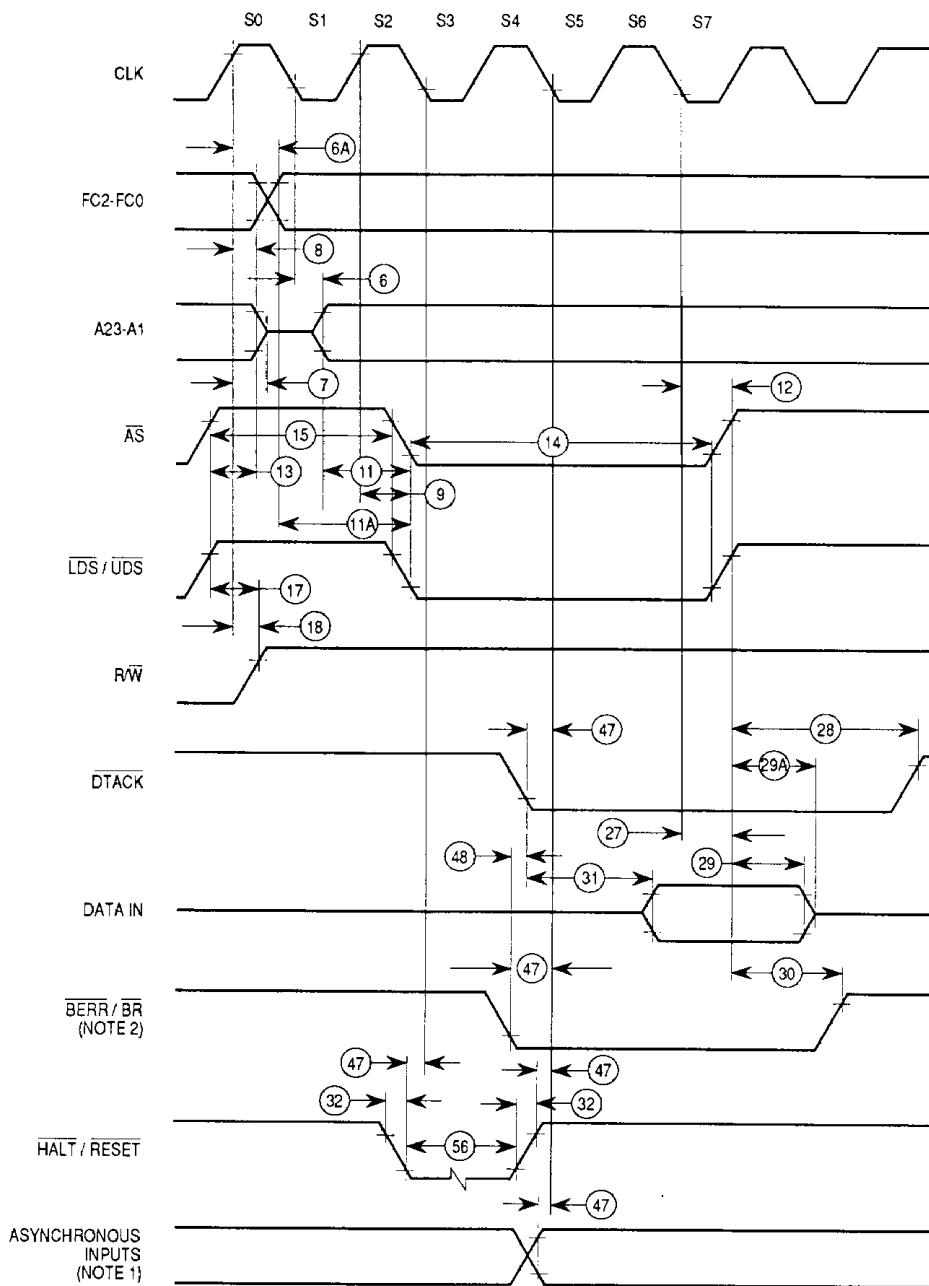 S0 S1 S2 S3 S4 S5 S6 S7
CLK
6A
FC2-FC0
8
6
A23-A1
7
12
AS
15
14
13
11
9
11A
LDS / UDS
17
18
R/W
47
28
DTACK
29A
27
48
29
31
DATA IN
47
30
BERR / BR
(NOTE 2)
47
47
32
32
HALT / RESET
56
47
ASYNCHRONOUS
INPUTS
(NOTE 1)